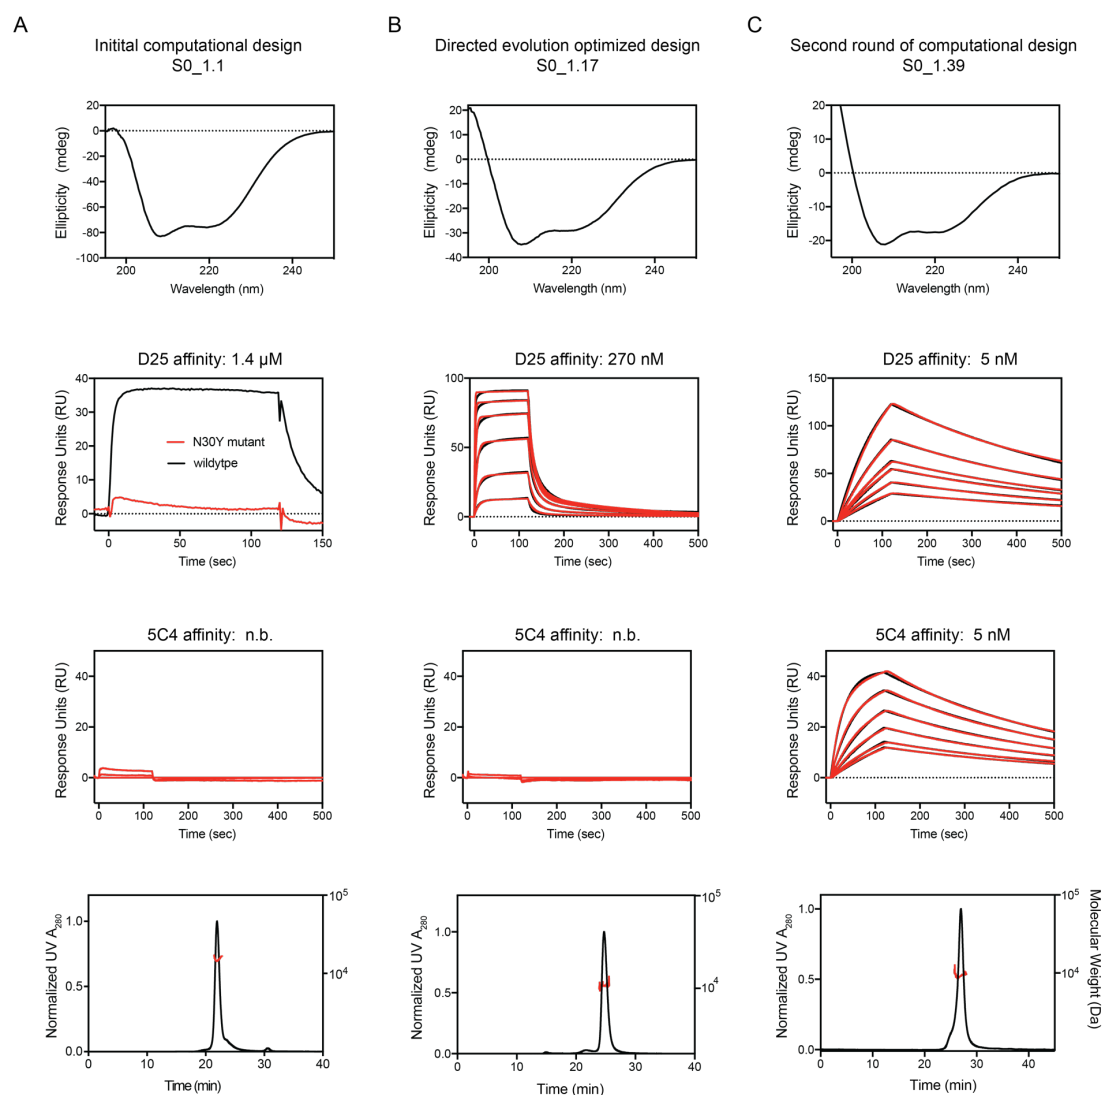 A
Initital computational design
S0_1.1
B
Directed evolution optimized design
S0_1.17
C
Second round of computational design
S0_1.39
20
0
-20
-40
-60
-80
-100
Ellipticity (mdeg)
200
220
240
Wavelength (nm)
20
10
0
-10
-20
-30
-40
Ellipticity (mdeg)
200
220
240
Wavelength (nm)
20
10
0
-10
-20
Ellipticity (mdeg)
200
220
240
Wavelength (nm)
D25 affinity: 1.4 µM
40
30
20
10
0
Response Units (RU)
N30Y mutant
wildytpe
0
50
100
150
Time (sec)
D25 affinity: 270 nM
100
50
0
Response Units (RU)
0
100
200
300
400
500
Time (sec)
D25 affinity: 5 nM
150
100
50
0
Response Units (RU)
0
100
200
300
400
500
Time (sec)
5C4 affinity: n.b.
40
20
0
Response Units (RU)
0
100
200
300
400
500
Time (sec)
5C4 affinity: n.b.
40
20
0
Response Units (RU)
0
100
200
300
400
500
Time (sec)
5C4 affinity: 5 nM
40
20
0
Response Units (RU)
0
100
200
300
400
500
Time (sec)
1.0
0.5
0.0
Normalized UV A280
10^5
10^4
0
10
20
30
40
Time (min)
1.0
0.5
0.0
Normalized UV A280
10^5
10^4
0
10
20
30
40
Time (min)
1.0
0.5
0.0
Normalized UV A280
10^5
10^4
Molecular Weight (Da)
0
10
20
30
40
Time (min)